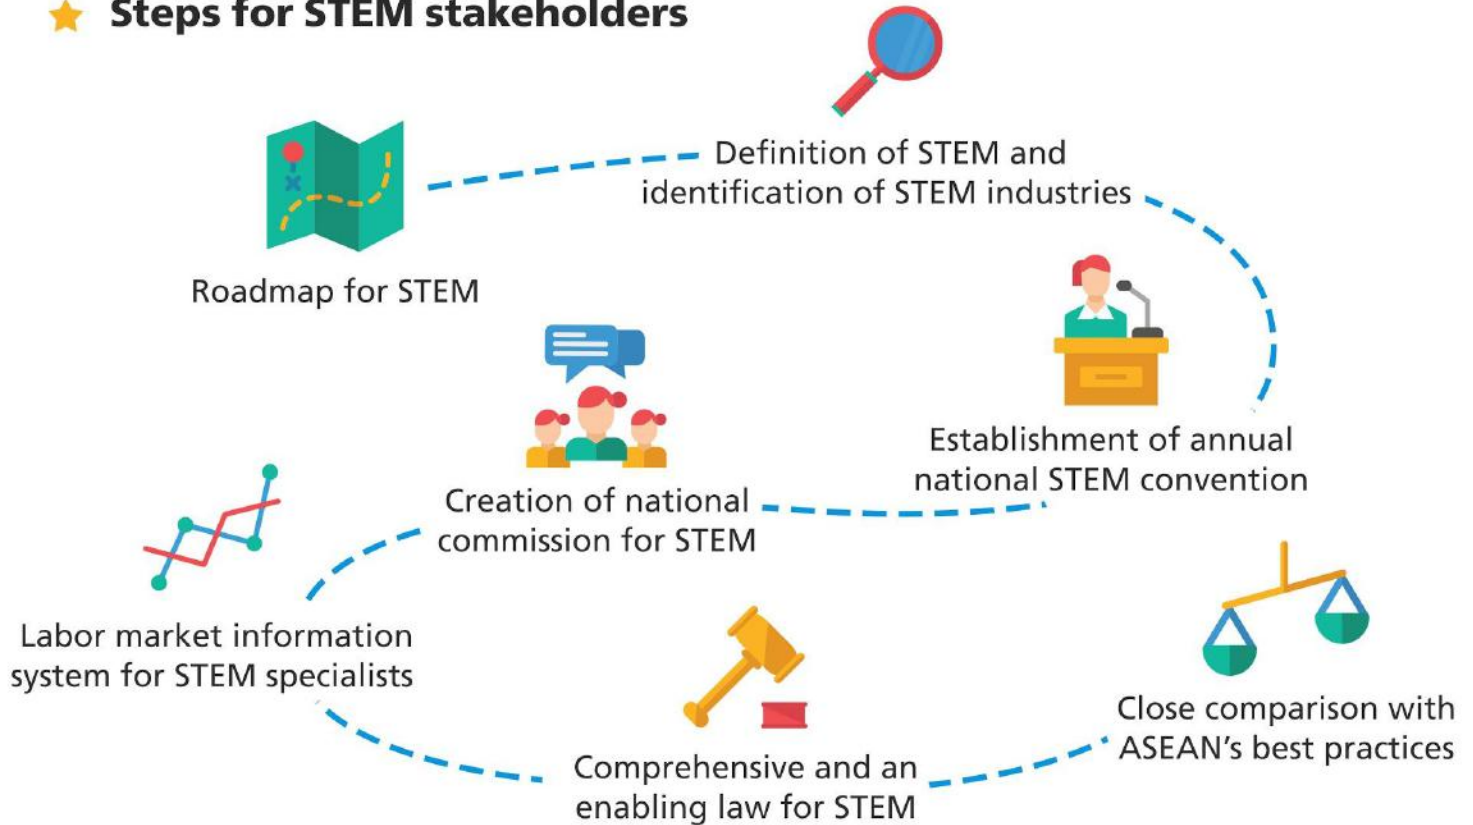 Steps for STEM stakeholders
Roadmap for STEM
Definition of STEM and
identification of STEM industries
Establishment of annual
national STEM convention
Creation of national
commission for STEM
Labor market information
system for STEM specialists
Comprehensive and an
enabling law for STEM
Close comparison with
ASEAN's best practices